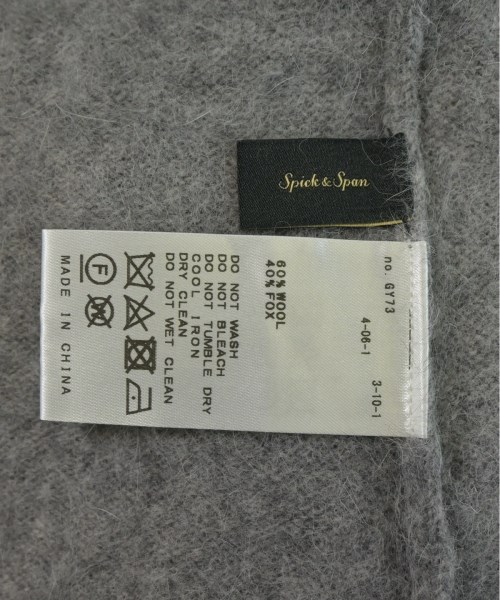 Spick & Span
no. GY73
4-06-1
3-10-1
60% WOOL
40% FOX
DO NOT WASH
DO NOT BLEACH
DO NOT TUMBLE DRY
COOL IRON
DRY CLEAN
DO NOT WET CLEAN
F
W
MADE IN CHINA